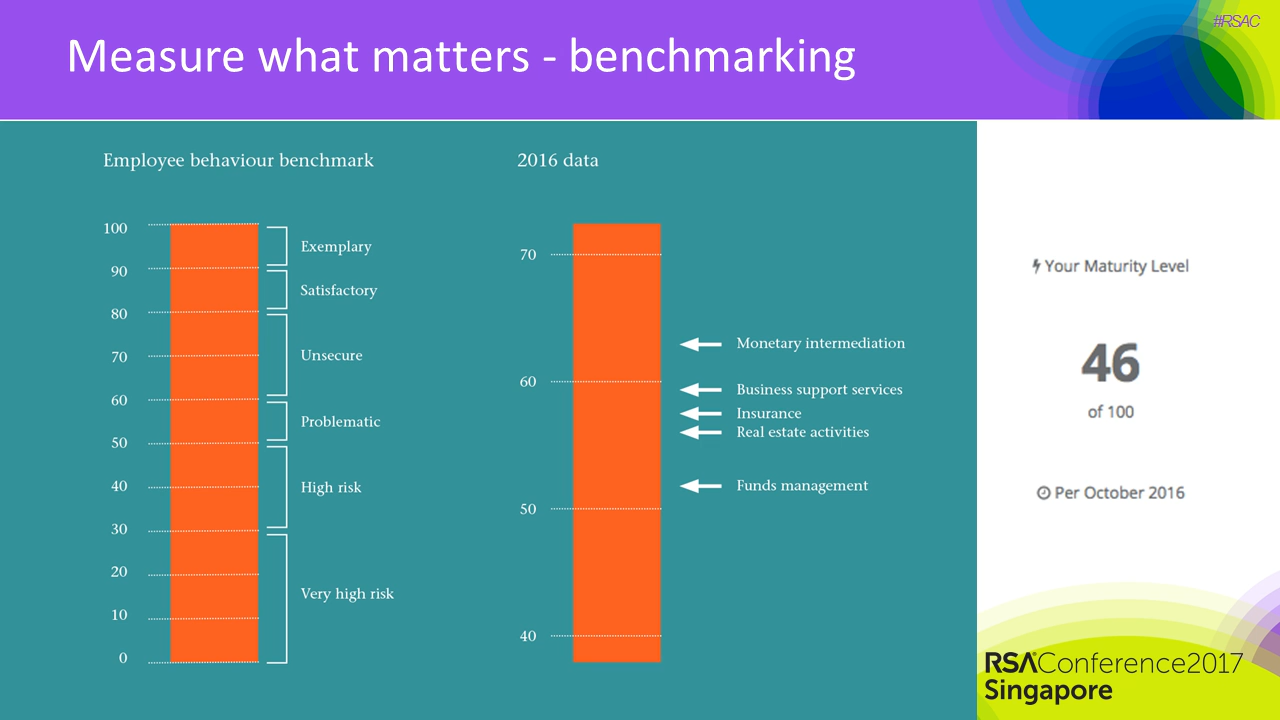 #RSAC
Measure what matters - benchmarking
Employee behaviour benchmark
100
90
80
70
60
50
40
30
20
10
0
Exemplary
Satisfactory
Unsecure
Problematic
High risk
Very high risk
2016 data
70
60
50
40
Monetary intermediation
Business support services
Insurance
Real estate activities
Funds management
Your Maturity Level
46
of 100
Per October 2016
RSAConference2017
Singapore